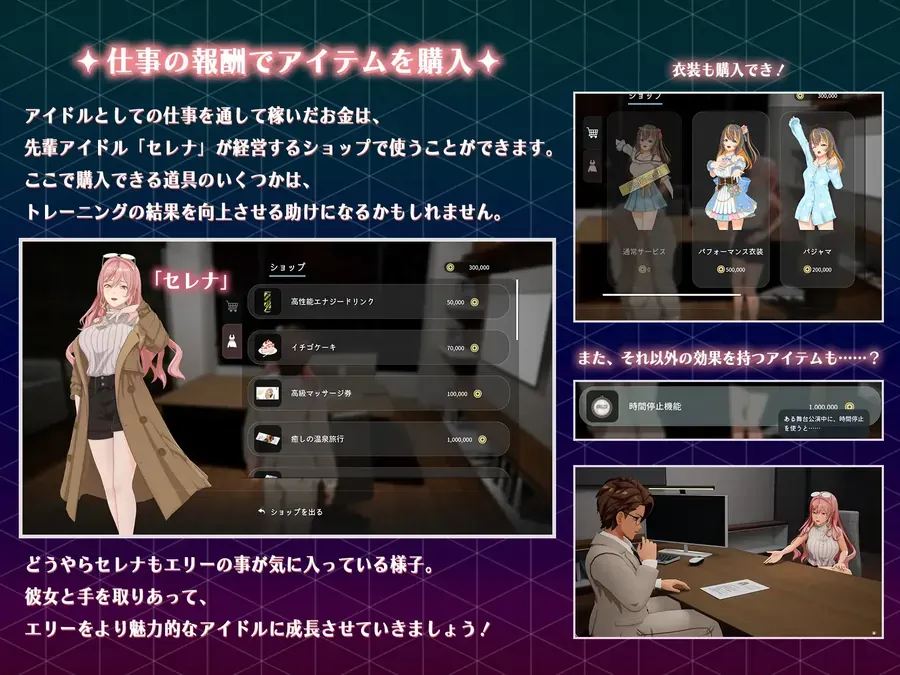 ✦仕事の報酬でアイテムを購入✦
アイドルとしての仕事を通して稼いだお金は、
先輩アイドル「セレナ」が経営するショップで使うことができます。
ここで購入できる道具のいくつかは、
トレーニングの結果を向上させる助けになるかもしれません。
「セレナ」
ショップ
300,000
高性能エナジードリンク
50,000
イチゴケーキ
70,000
高級マッサージ券
100,000
癒しの温泉旅行
1,000,000
ショップを出る
どうやらセレナもエリーの事が気に入っている様子。
彼女と手を取りあって、
エリーをより魅力的なアイドルに成長させていきましょう！
衣装も購入でき！
ショップ
300,000
通常サービス
0
パフォーマンス衣装
500,000
パジャマ
200,000
また、それ以外の効果を持つアイテムも……？
時間停止機能
1,000,000
ある舞台公演中に、時間停止
を使うと……